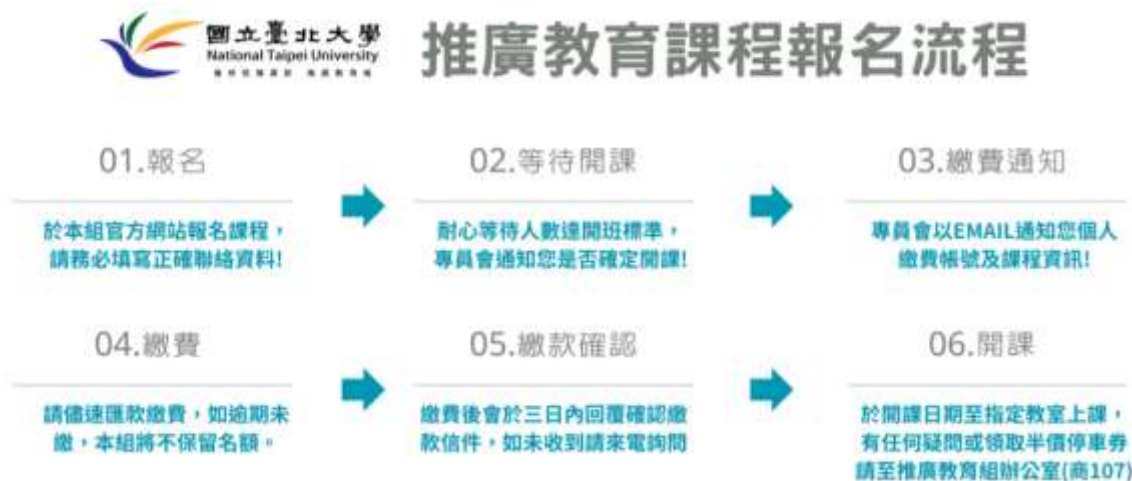 國立臺北大學
National Taipei University
推廣教育課程報名流程
01.報名
於本組官方網站報名課程，
請務必填寫正確聯絡資料!
02.等待開課
耐心等待人數達開班標準，
專員會通知您是否確定開課!
03.繳費通知
專員會以EMAIL通知您個人
繳費帳號及課程資訊!
04.繳費
請儘速匯款繳費，如逾期未
繳，本組將不保留名額。
05.繳款確認
繳費後會於三日內回覆確認繳
款信件，如未收到請來電詢問
06.開課
於開課日期至指定教室上課，
有任何疑問或領取半價停車券
請至推廣教育組辦公室(商107)